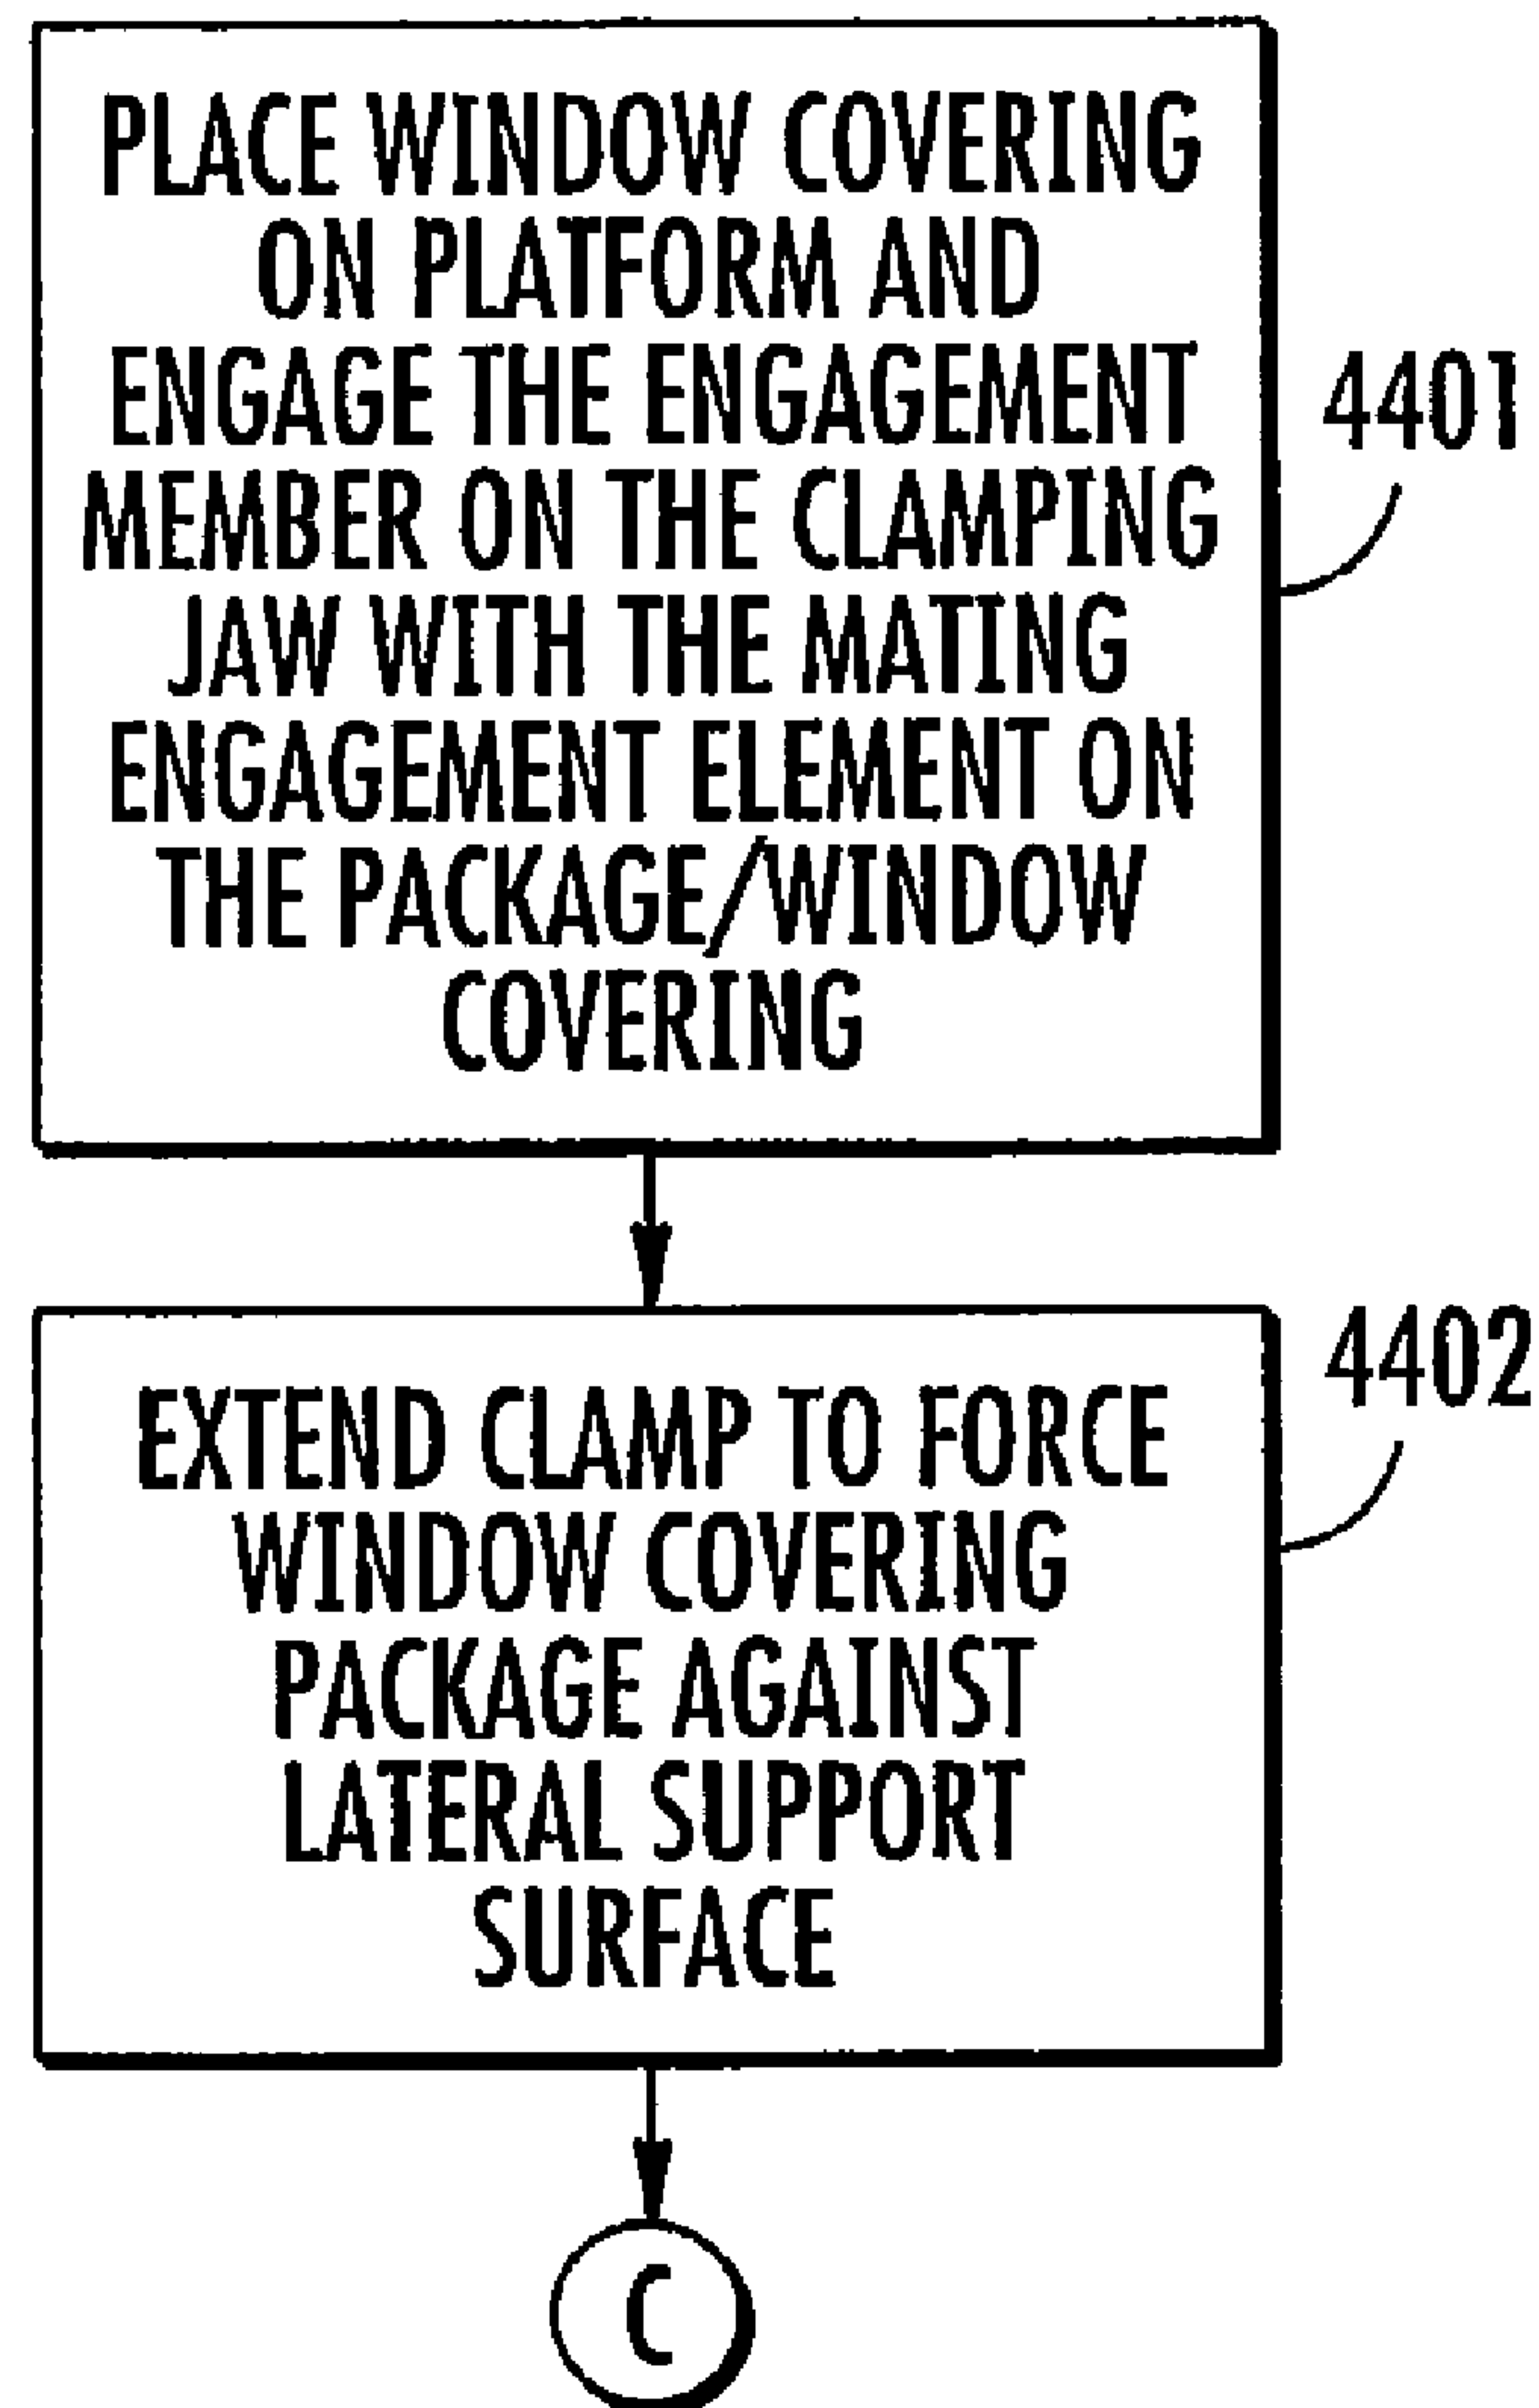 PLACE WINDOW COVERING
ON PLATFORM AND
ENGAGE THE ENGAGEMENT
MEMBER ON THE CLAMPING
JAW WITH THE MATING
ENGAGEMENT ELEMENT ON
THE PACKAGE/WINDOW
COVERING
4401
EXTEND CLAMP TO FORCE
WINDOW COVERING
PACKAGE AGAINST
LATERAL SUPPORT
SURFACE
4402
C